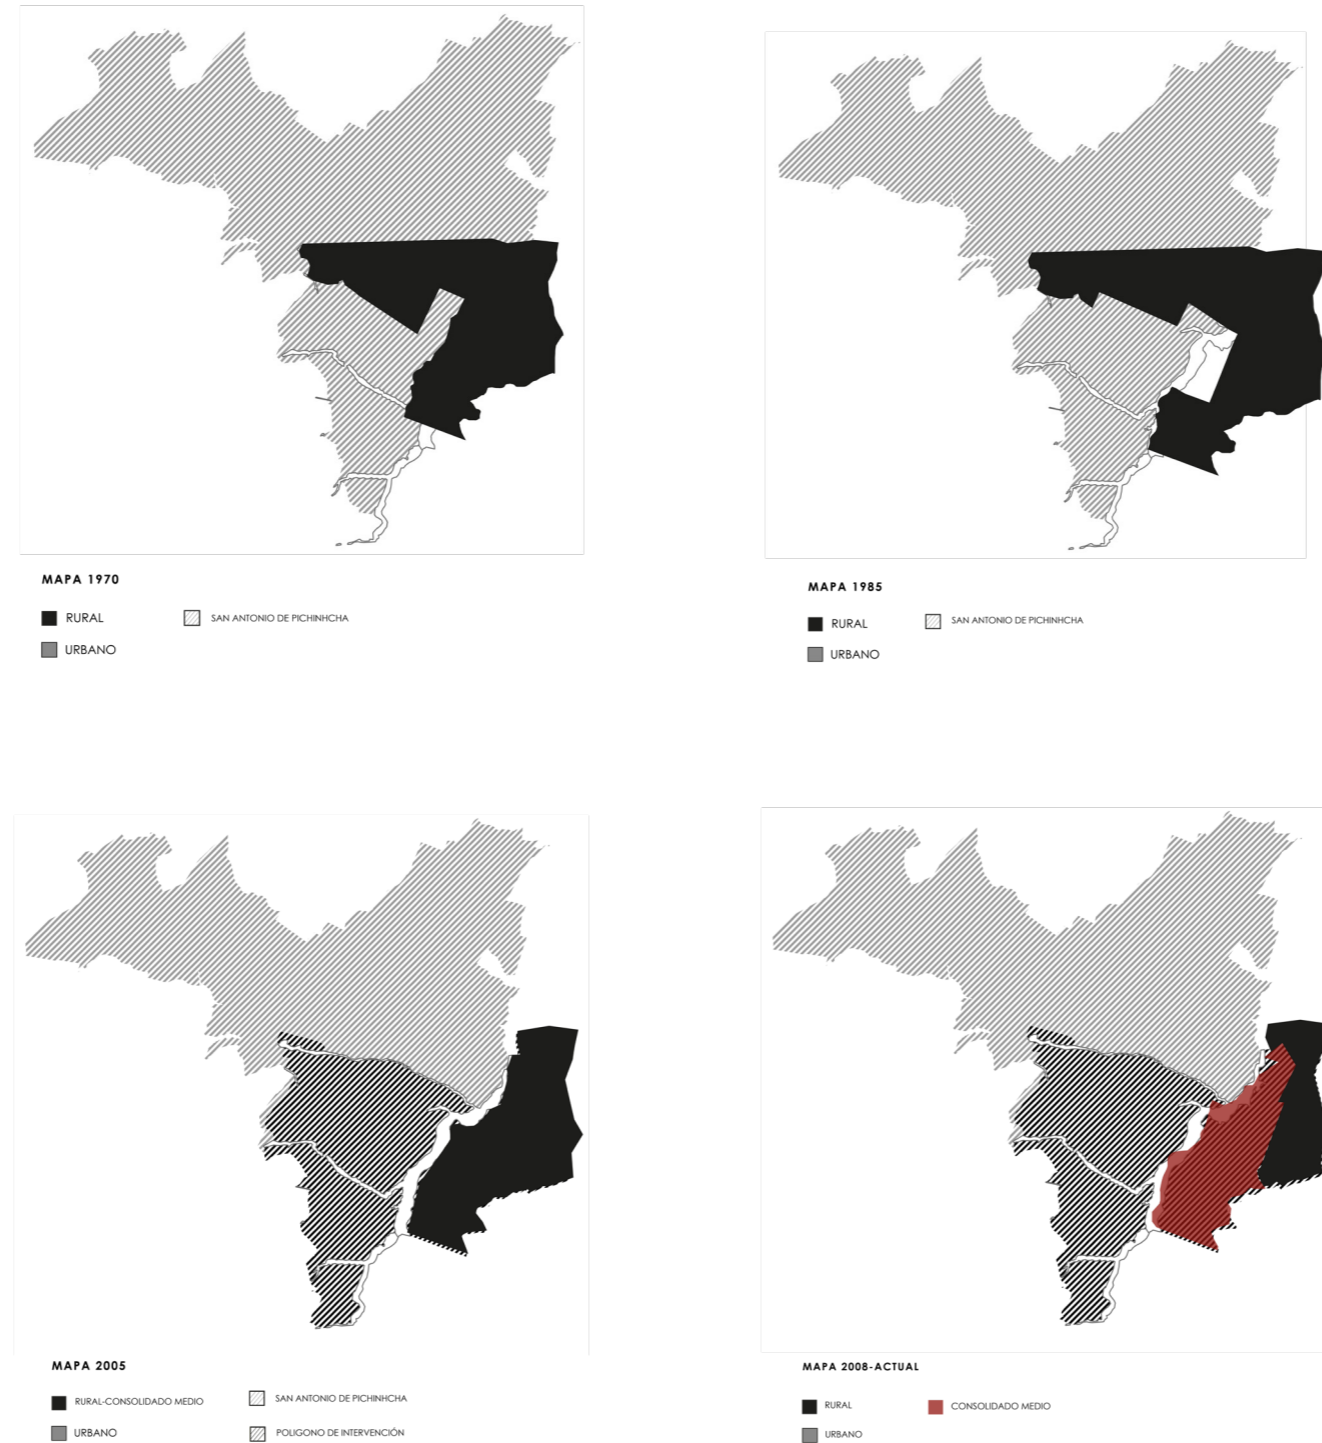 MAPA 1970
RURAL
SAN ANTONIO DE PICHINHCHA
URBANO
MAPA 1985
RURAL
SAN ANTONIO DE PICHINHCHA
URBANO
MAPA 2005
RURAL-CONSOLIDADO MEDIO
SAN ANTONIO DE PICHINHCHA
URBANO
POLIGONO DE INTERVENCIÓN
MAPA 2008-ACTUAL
RURAL
CONSOLIDADO MEDIO
URBANO